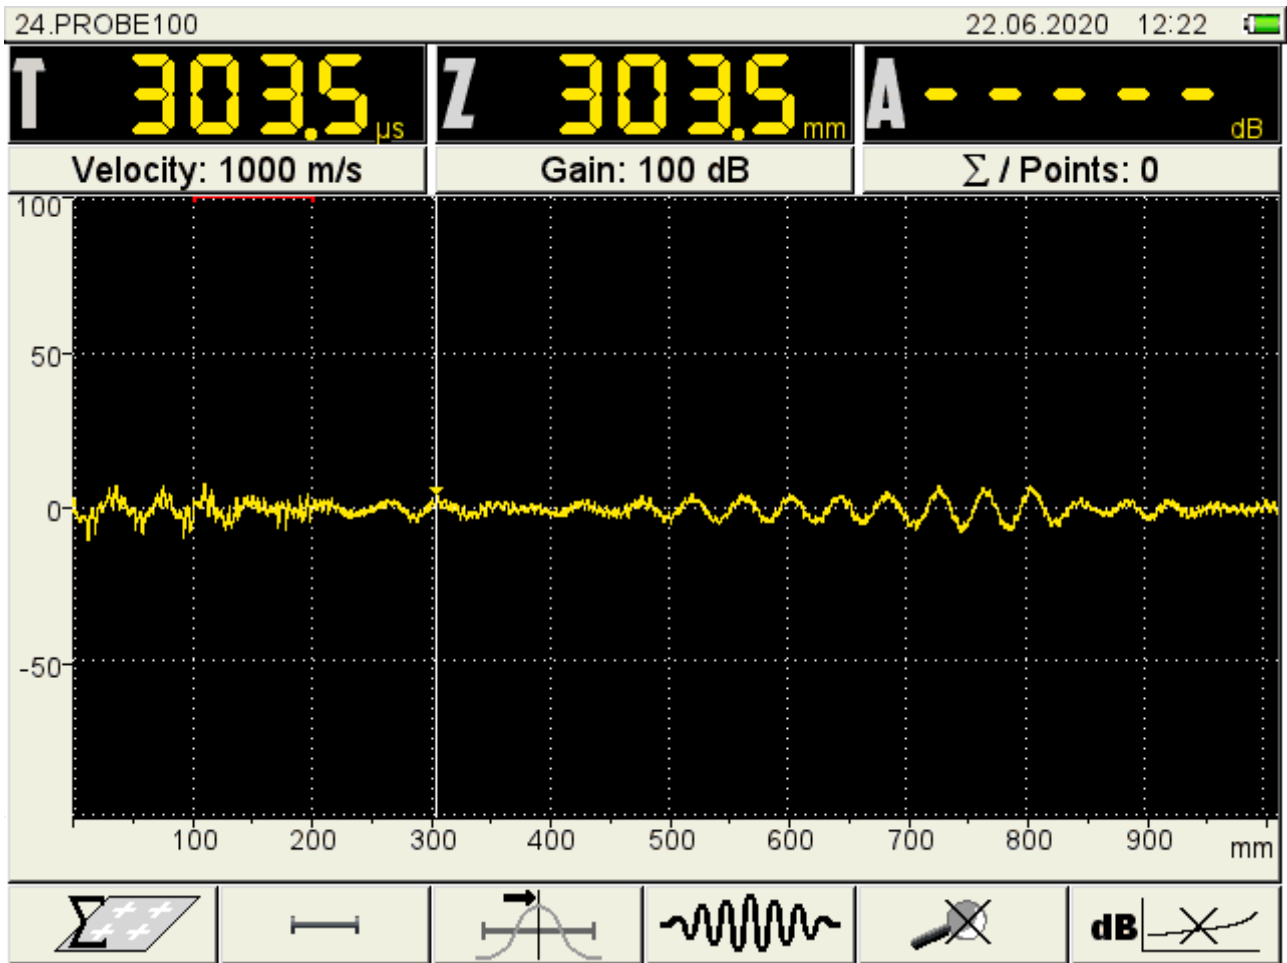 24.PROBE100 22.06.2020 12:22
T 303.5 µs Z 303.5 mm A - - - - - dB
Velocity: 1000 m/s Gain: 100 dB Σ / Points: 0
100
50
0
-50
100 200 300 400 500 600 700 800 900 mm
Σ dB